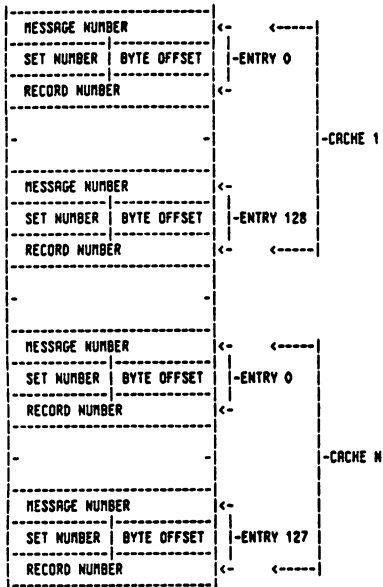 MESSAGE NUMBER
SET NUMBER | BYTE OFFSET -ENTRY 0
RECORD NUMBER
-CACHE 1
MESSAGE NUMBER
SET NUMBER | BYTE OFFSET -ENTRY 128
RECORD NUMBER
MESSAGE NUMBER
SET NUMBER | BYTE OFFSET -ENTRY 0
RECORD NUMBER
-CACHE N
MESSAGE NUMBER
SET NUMBER | BYTE OFFSET -ENTRY 127
RECORD NUMBER